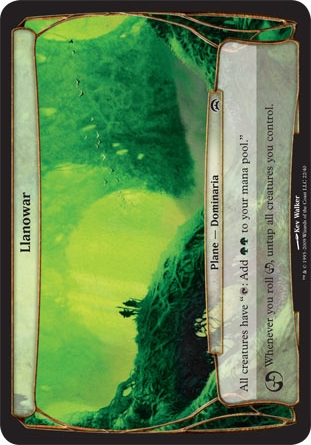 Llanowar
Plane — Dominaria
All creatures have “: Add to your mana pool.”
Whenever you roll , untap all creatures you control.
Kev Walker
™ & © 1993-2009 Wizards of the Coast LLC 22/40